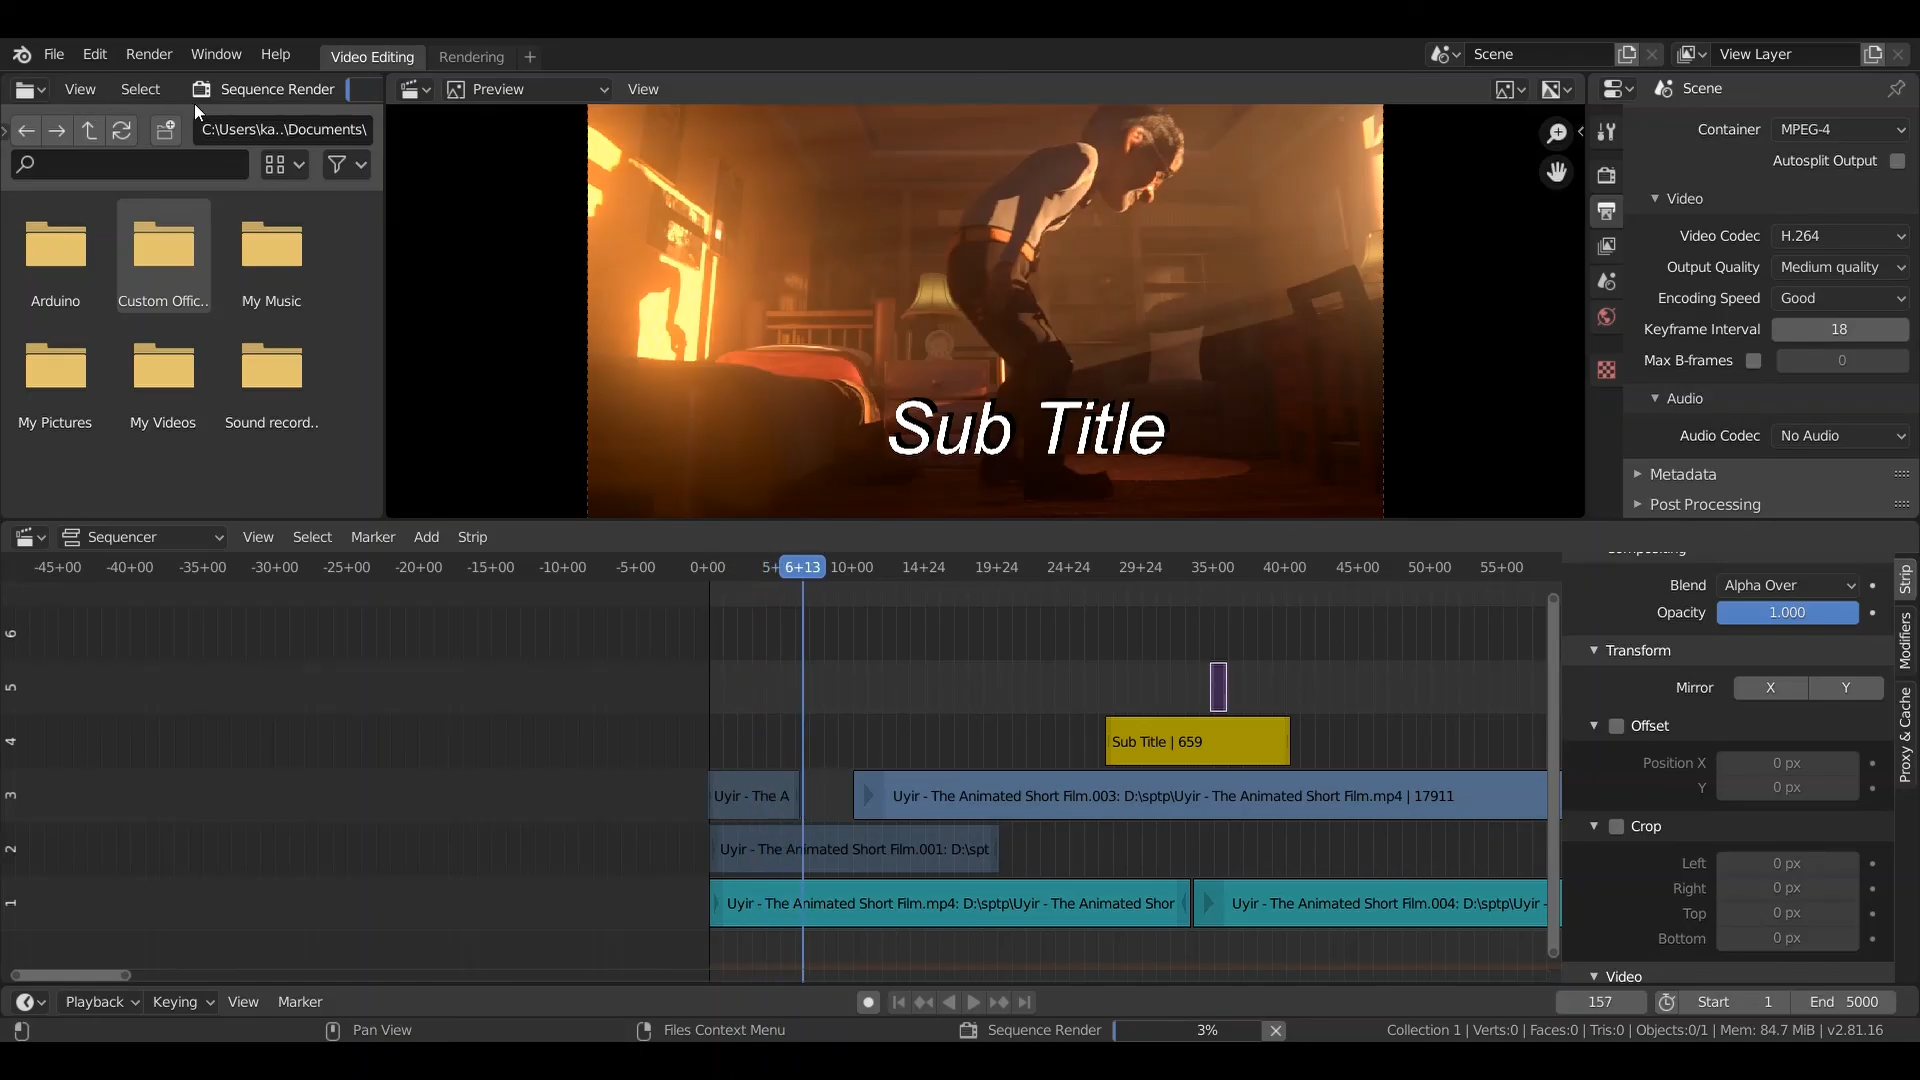 File Edit Render Window Help Video Editing Rendering + Scene View Layer
View Select Sequence Render Preview View Scene
C:\Users\ka..\Documents\
Arduino Custom Offic.. My Music
My Pictures My Videos Sound record..
Sub Title
Container MPEG-4
Autosplit Output
Video
Video Codec H.264
Output Quality Medium quality
Encoding Speed Good
Keyframe Interval 18
Max B-frames 0
Audio
Audio Codec No Audio
Metadata
Post Processing
Sequencer View Select Marker Add Strip
-45+00 -40+00 -35+00 -30+00 -25+00 -20+00 -15+00 -10+00 -5+00 0+00 5+ 6+13 10+00 14+24 19+24 24+24 29+24 35+00 40+00 45+00 50+00 55+00
6
5
4 Sub Title | 659
3 Uyir - The A Uyir - The Animated Short Film.003: D:\sptp\Uyir - The Animated Short Film.mp4 | 17911
2 Uyir - The Animated Short Film.001: D:\spt
1 Uyir - The Animated Short Film.mp4: D:\sptp\Uyir - The Animated Shor Uyir - The Animated Short Film.004: D:\sptp\Uyir -
Blend Alpha Over
Opacity 1.000
Transform
Mirror X Y
Offset
Position X 0 px
Y 0 px
Crop
Left 0 px
Right 0 px
Top 0 px
Bottom 0 px
Video
Strip
Modifiers
Proxy & Cache
Playback Keying View Marker 157 Start 1 End 5000
Pan View Files Context Menu Sequence Render 3% Collection 1 | Verts:0 | Faces:0 | Tris:0 | Objects:0/1 | Mem: 84.7 MiB | v2.81.16